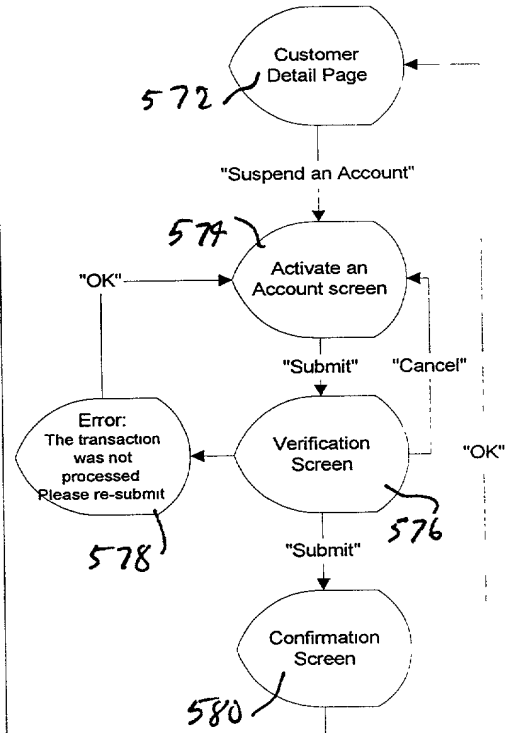 Customer
Detail Page
572
"Suspend an Account"
574
Activate an
Account screen
"OK"
"Submit"
"Cancel"
Error:
The transaction
was not
processed
Please re-submit
Verification
Screen
"OK"
578
576
"Submit"
Confirmation
Screen
580